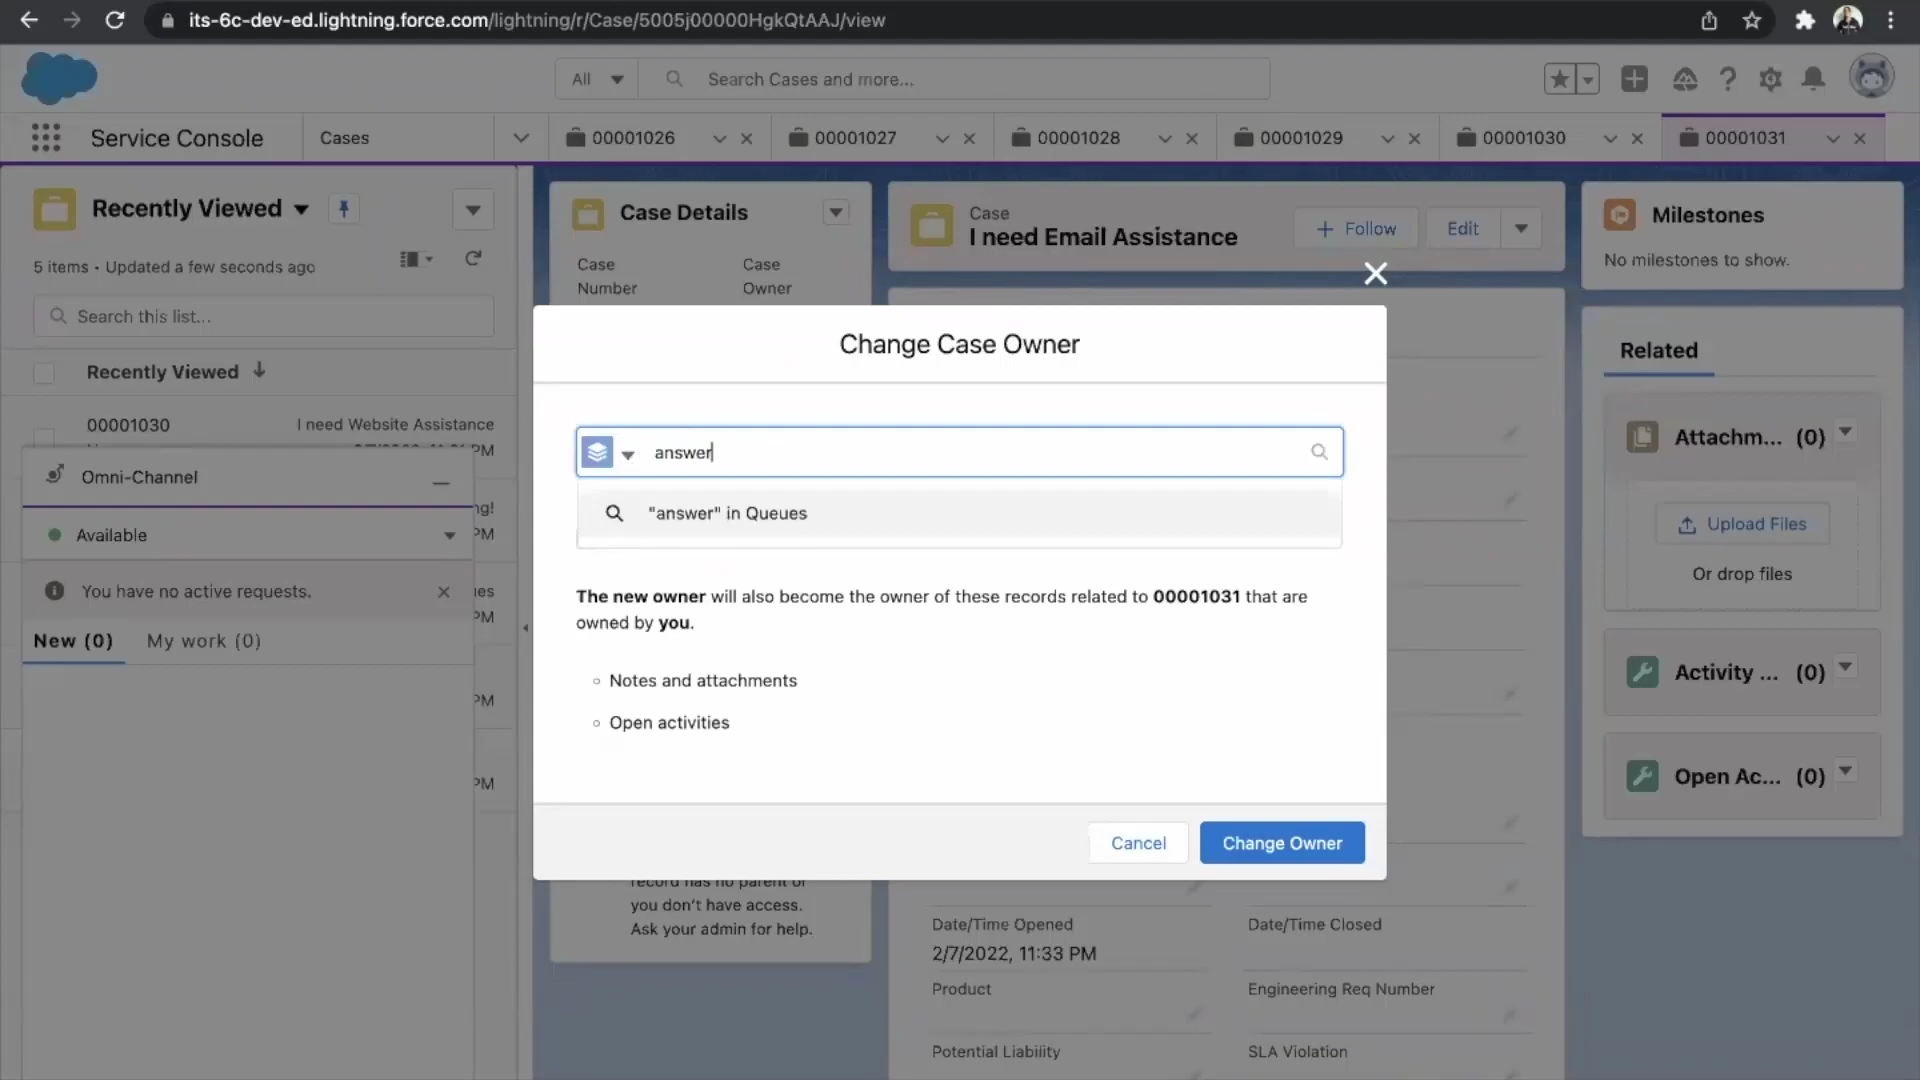 its-6c-dev-ed.lightning.force.com/lightning/r/Case/5005j00000HgkQtAAJ/view
All
Search Cases and more...
Service Console
Cases
00001026
00001027
00001028
00001029
00001030
00001031
Recently Viewed
5 items • Updated a few seconds ago
Search this list...
Recently Viewed
00001030
I need Website Assistance
PM
Omni-Channel
ng!
PM
Available
You have no active requests.
ies
PM
New (0)
My work (0)
PM
PM
Case Details
Case
Number
Case
Owner
Case
I need Email Assistance
Follow
Edit
Milestones
No milestones to show.
Change Case Owner
answer
"answer" in Queues
The new owner will also become the owner of these records related to 00001031 that are
owned by you.
Notes and attachments
Open activities
Cancel
Change Owner
record has no parent or
you don't have access.
Ask your admin for help.
Date/Time Opened
2/7/2022, 11:33 PM
Date/Time Closed
Product
Engineering Req Number
Potential Liability
SLA Violation
Related
Attachm... (0)
Upload Files
Or drop files
Activity ... (0)
Open Ac... (0)